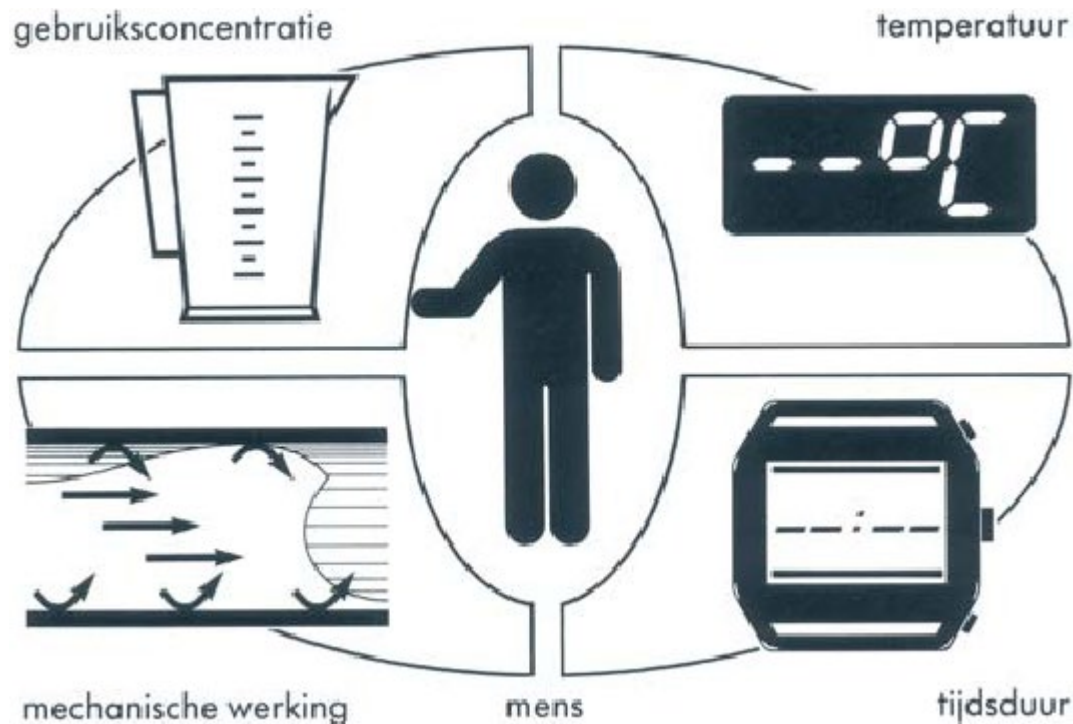 gebruiksconcentratie
temperatuur
--°C
--:--
mechanische werking
mens
tijdsduur